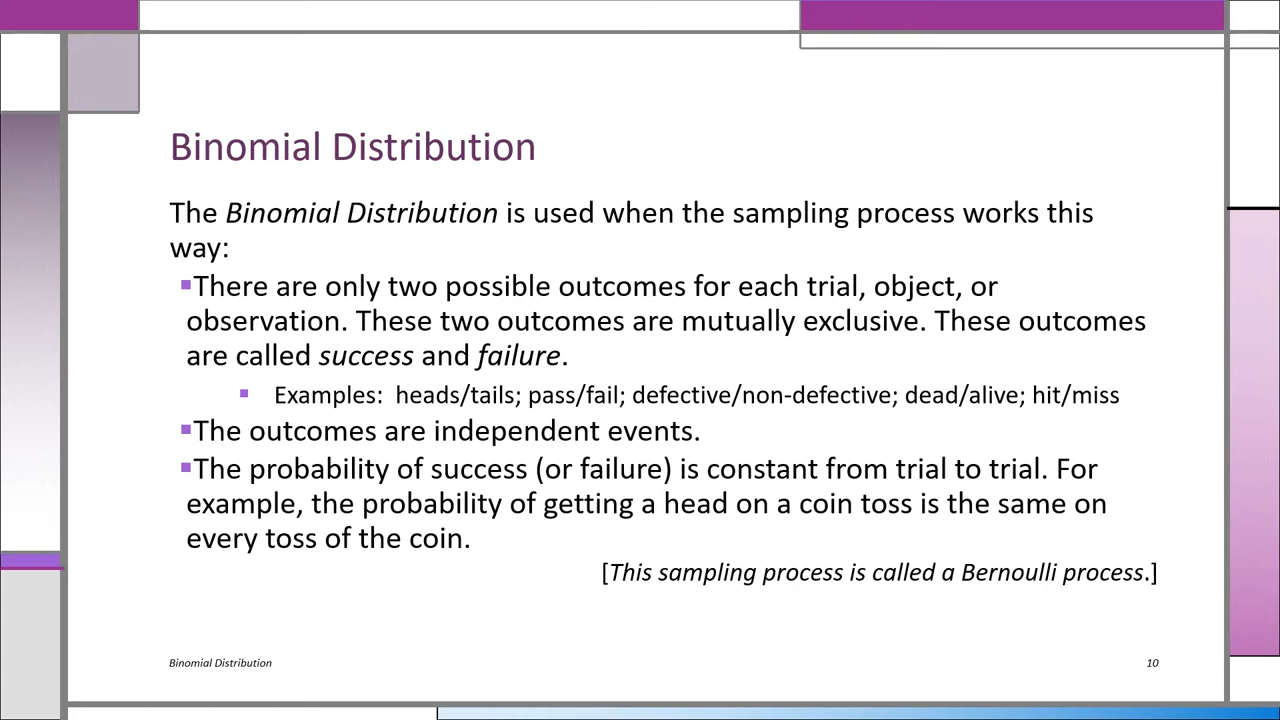 Binomial Distribution
The Binomial Distribution is used when the sampling process works this
way:
▪There are only two possible outcomes for each trial, object, or
observation. These two outcomes are mutually exclusive. These outcomes
are called success and failure.
▪ Examples: heads/tails; pass/fail; defective/non-defective; dead/alive; hit/miss
▪The outcomes are independent events.
▪The probability of success (or failure) is constant from trial to trial. For
example, the probability of getting a head on a coin toss is the same on
every toss of the coin.
[This sampling process is called a Bernoulli process.]
Binomial Distribution 10